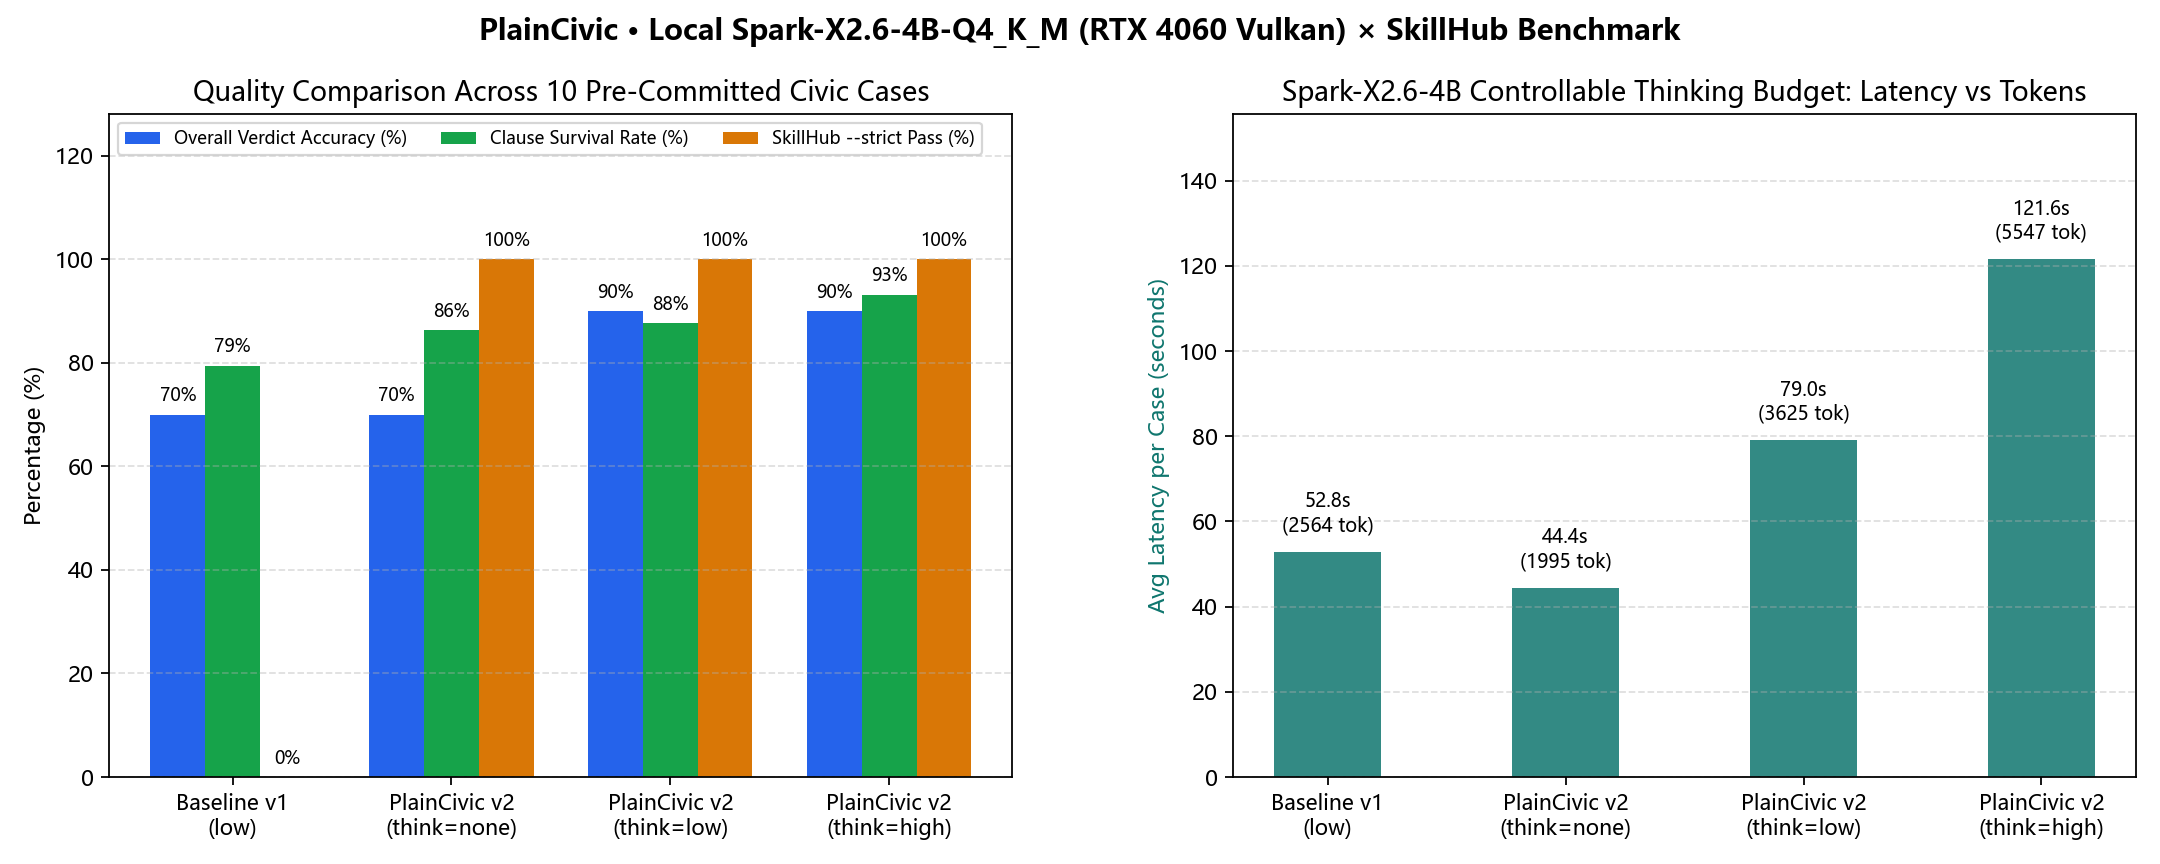 PlainCivic • Local Spark-X2.6-4B-Q4_K_M (RTX 4060 Vulkan) × SkillHub Benchmark
Quality Comparison Across 10 Pre-Committed Civic Cases
Overall Verdict Accuracy (%)
Clause Survival Rate (%)
SkillHub --strict Pass (%)
Percentage (%)
120
100
80
60
40
20
0
70%
79%
0%
70%
86%
100%
90%
88%
100%
90%
93%
100%
Baseline v1
(low)
PlainCivic v2
(think=none)
PlainCivic v2
(think=low)
PlainCivic v2
(think=high)
Spark-X2.6-4B Controllable Thinking Budget: Latency vs Tokens
Avg Latency per Case (seconds)
140
120
100
80
60
40
20
0
52.8s
(2564 tok)
44.4s
(1995 tok)
79.0s
(3625 tok)
121.6s
(5547 tok)
Baseline v1
(low)
PlainCivic v2
(think=none)
PlainCivic v2
(think=low)
PlainCivic v2
(think=high)